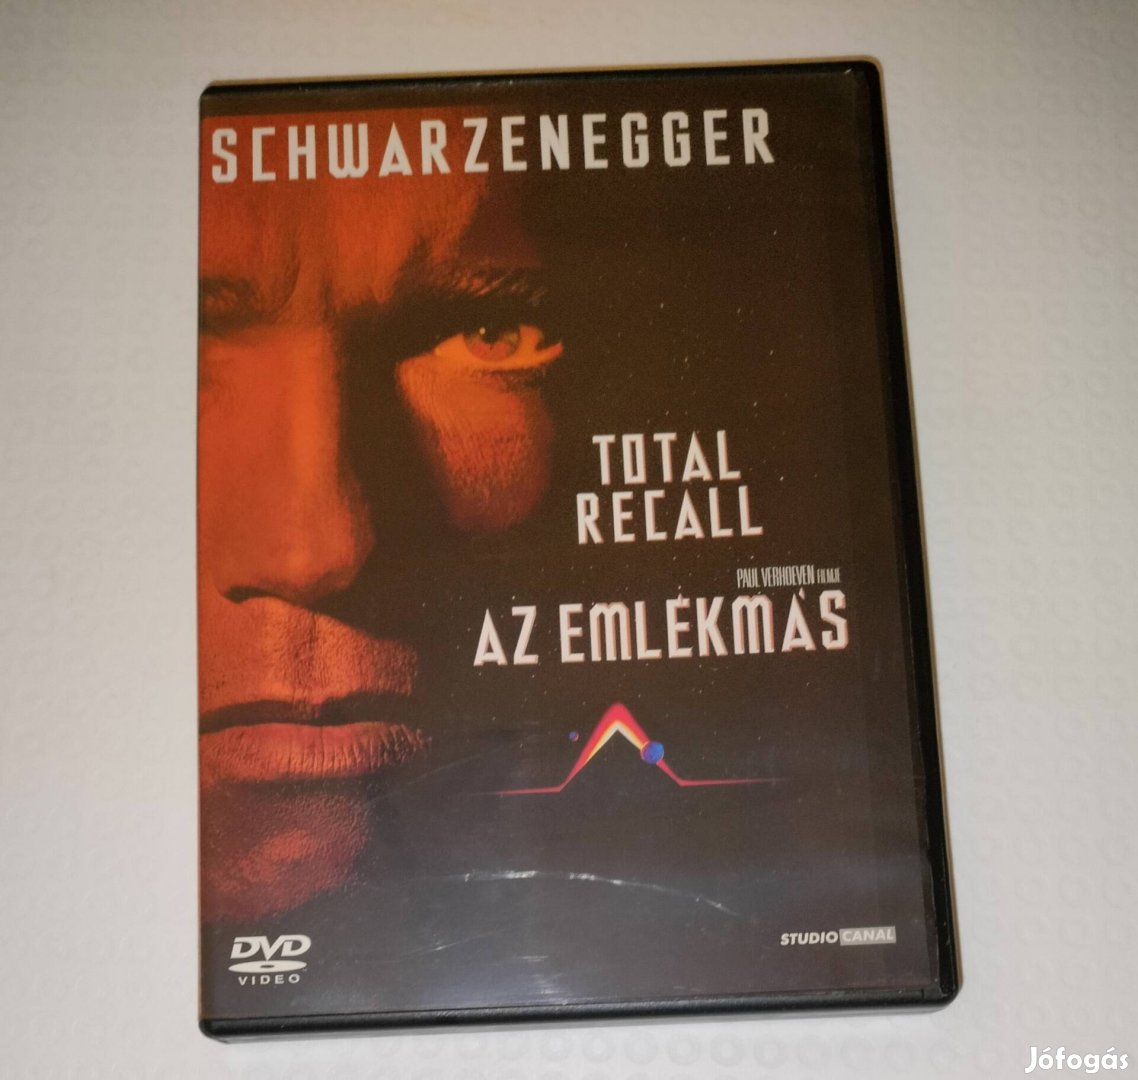 SCHWARZENEGGER
TOTAL
RECALL
PAUL VERHOEVEN FILMJE
AZ EMLÉKMÁS
DVD
VIDEO
STUDIO CANAL
Jófogás